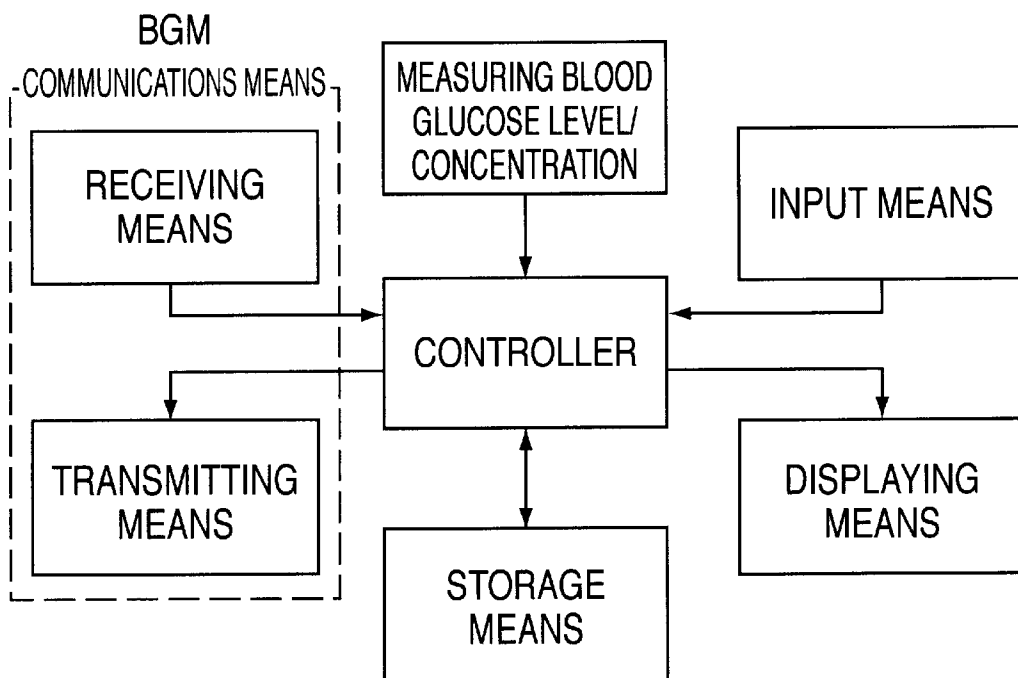 BGM
COMMUNICATIONS MEANS
MEASURING BLOOD
GLUCOSE LEVEL/
CONCENTRATION
RECEIVING
MEANS
INPUT MEANS
CONTROLLER
TRANSMITTING
MEANS
DISPLAYING
MEANS
STORAGE
MEANS